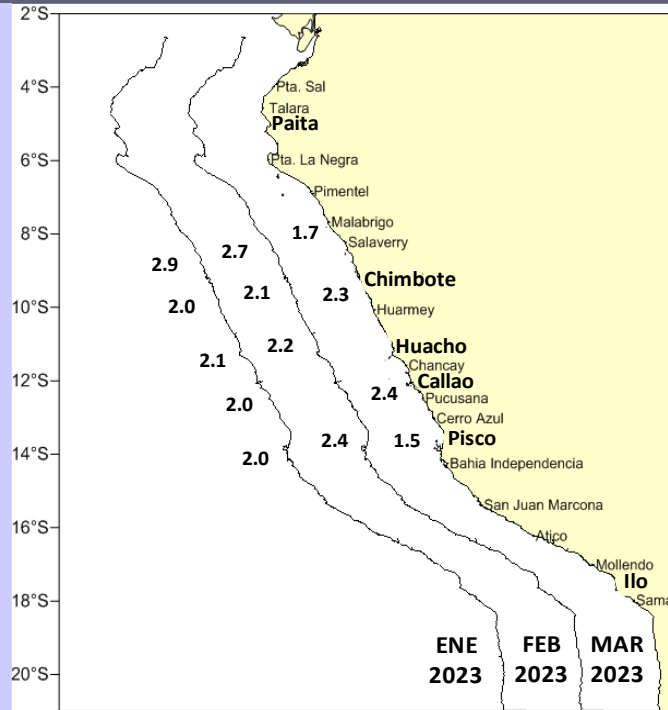 2°S
4°S
Pta. Sal
Talara
Paita
6°S
Pta. La Negra
Pimentel
Malabrigo
8°S
1.7
Salaverry
2.7
2.9
Chimbote
2.1
2.3
10°S
2.0
Huarmey
2.2
Huacho
2.1
Chancay
12°S
Callao
2.4
Pucusana
2.0
Cerro Azul
2.4
1.5
Pisco
14°S
2.0
Bahia Independencia
San Juan Marcona
16°S
Atico
Mollendo
Ilo
18°S
Sama
ENE
2023
FEB
2023
MAR
2023
20°S